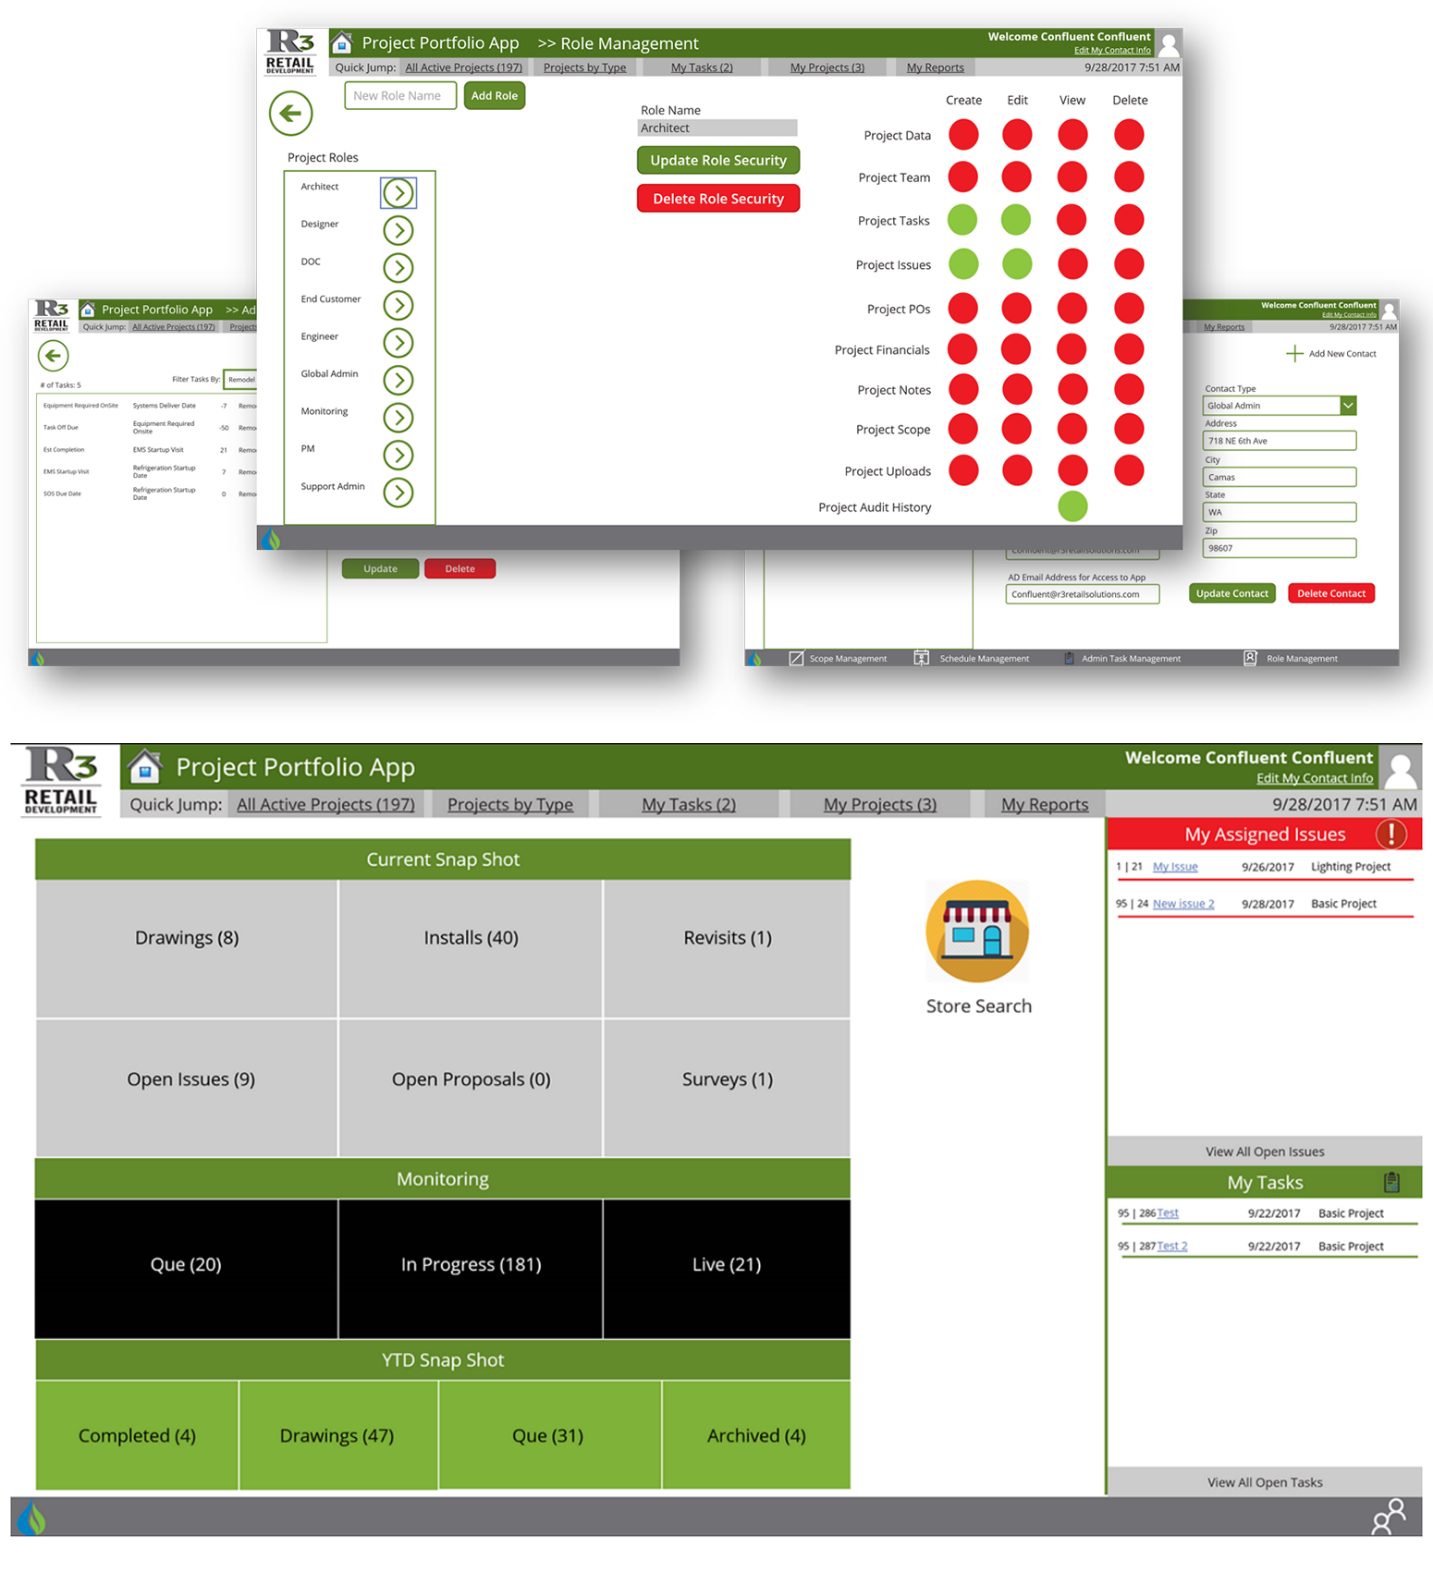 R3
RETAIL
DEVELOPMENT
Project Portfolio App >> Role Management
Welcome Confluent Confluent
Edit My Contact Info
Quick Jump: All Active Projects (197) Projects by Type My Tasks (2) My Projects (3) My Reports 9/28/2017 7:51 AM
New Role Name Add Role
Create Edit View Delete
Role Name
Architect
Update Role Security
Delete Role Security
Project Roles
Architect
Designer
DOC
End Customer
Engineer
Global Admin
Monitoring
PM
Support Admin
Project Data
Project Team
Project Tasks
Project Issues
Project POs
Project Financials
Project Notes
Project Scope
Project Uploads
Project Audit History
R3
RETAIL
DEVELOPMENT
Project Portfolio App >> Ad
Quick Jump: All Active Projects (197) Projects
# of Tasks: 5 Filter Tasks By: Remodel
Equipment Required OnSite Systems Deliver Date -7 Remo
Task Off Due Equipment Required Onsite -50 Remo
Est Completion EMS Startup Visit 21 Remo
EMS Startup Visit Refrigeration Startup Date 7 Remo
SOS Due Date Refrigeration Startup Date 0 Remo
Update Delete
Welcome Confluent Confluent
Edit My Contact Info
My Reports 9/28/2017 7:51 AM
Add New Contact
Contact Type
Global Admin
Address
718 NE 6th Ave
City
Camas
State
WA
Zip
98607
Confluent@r3retailsolutions.com
AD Email Address for Access to App
Confluent@r3retailsolutions.com
Update Contact Delete Contact
Scope Management Schedule Management Admin Task Management Role Management
R3
RETAIL
DEVELOPMENT
Project Portfolio App
Welcome Confluent Confluent
Edit My Contact Info
Quick Jump: All Active Projects (197) Projects by Type My Tasks (2) My Projects (3) My Reports 9/28/2017 7:51 AM
Current Snap Shot
Drawings (8) Installs (40) Revisits (1)
Open Issues (9) Open Proposals (0) Surveys (1)
Monitoring
Que (20) In Progress (181) Live (21)
YTD Snap Shot
Completed (4) Drawings (47) Que (31) Archived (4)
Store Search
My Assigned Issues
1 | 21 My Issue 9/26/2017 Lighting Project
95 | 24 New issue 2 9/28/2017 Basic Project
View All Open Issues
My Tasks
95 | 286 Test 9/22/2017 Basic Project
95 | 287 Test 2 9/22/2017 Basic Project
View All Open Tasks